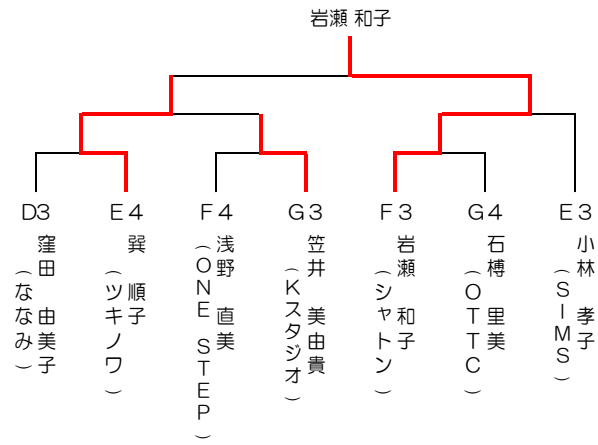 岩瀬 和子
D3
E4
F4
G3
F3
G4
E3
窪田 由美子
(ななみ)
巽 順子
(ツキノワ)
浅野 直美
(ONE STEP)
笠井 美由貴
(Kスタジオ)
岩瀬 和子
(シャトン)
石榑 里美
(OTTC)
小林 孝子
(SIMS)